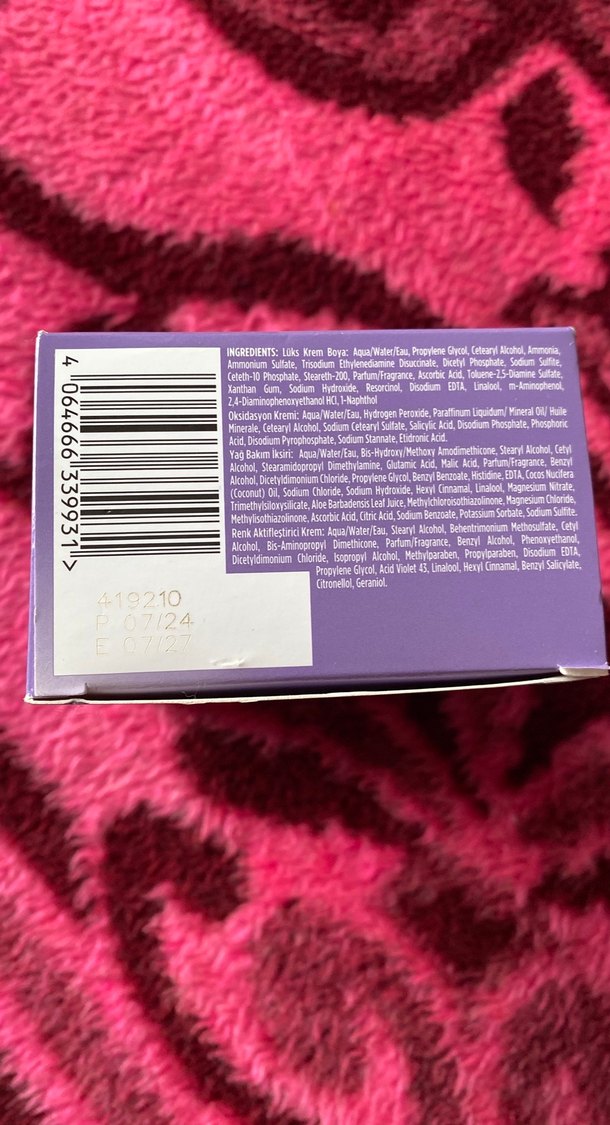 4 064666 339931 >
INGREDIENTS: Lüks Krem Boya: Aqua/Water/Eau, Propylene Glycol, Cetearyl Alcohol, Ammonia,
Ammonium Sulfate, Trisodium Ethylenediamine Disuccinate, Dicetyl Phosphate, Sodium Sulfite,
Ceteth-10 Phosphate, Steareth-200, Parfum/Fragrance, Ascorbic Acid, Toluene-2,5-Diamine Sulfate,
Xanthan Gum, Sodium Hydroxide, Resorcinol, Disodium EDTA, Linalool, m-Aminophenol,
2,4-Diaminophenoxyethanol HCl, 1-Naphthol
Oksidasyon Kremi: Aqua/Water/Eau, Hydrogen Peroxide, Paraffinum Liquidum/ Mineral Oil/ Huile
Minerale, Cetearyl Alcohol, Sodium Cetearyl Sulfate, Salicylic Acid, Disodium Phosphate, Phosphoric
Acid, Disodium Pyrophosphate, Sodium Stannate, Etidronic Acid.
Yağ Bakım İksiri: Aqua/Water/Eau, Bis-Hydroxy/Methoxy Amodimethicone, Stearyl Alcohol, Cetyl
Alcohol, Stearamidopropyl Dimethylamine, Glutamic Acid, Malic Acid, Parfum/Fragrance, Benzyl
Alcohol, Dicetyldimonium Chloride, Propylene Glycol, Benzyl Benzoate, Histidine, EDTA, Cocos Nucifera
(Coconut) Oil, Sodium Chloride, Sodium Hydroxide, Hexyl Cinnamal, Linalool, Magnesium Nitrate,
Trimethylsiloxysilicate, Aloe Barbadensis Leaf Juice, Methylchloroisothiazolinone, Magnesium Chloride,
Methylisothiazolinone, Ascorbic Acid, Citric Acid, Sodium Benzoate, Potassium Sorbate, Sodium Sulfite.
Renk Aktifleştirici Krem: Aqua/Water/Eau, Stearyl Alcohol, Behentrimonium Methosulfate, Cetyl
Alcohol, Bis-Aminopropyl Dimethicone, Parfum/Fragrance, Benzyl Alcohol, Phenoxyethanol,
Dicetyldimonium Chloride, Isopropyl Alcohol, Methylparaben, Propylparaben, Disodium EDTA,
Propylene Glycol, Acid Violet 43, Linalool, Hexyl Cinnamal, Benzyl Salicylate,
Citronellol, Geraniol.
419210
P 07/24
E 07/27